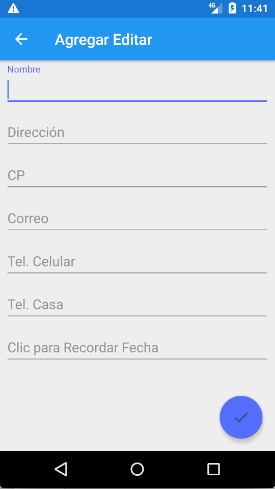 4G 11:41
Agregar Editar
Nombre
Dirección
CP
Correo
Tel. Celular
Tel. Casa
Clic para Recordar Fecha